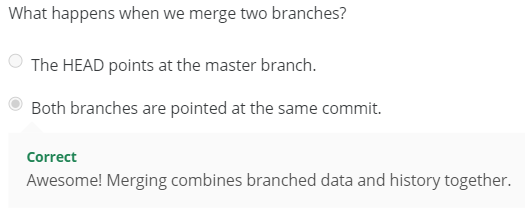 What happens when we merge two branches?
The HEAD points at the master branch.
Both branches are pointed at the same commit.
Correct
Awesome! Merging combines branched data and history together.